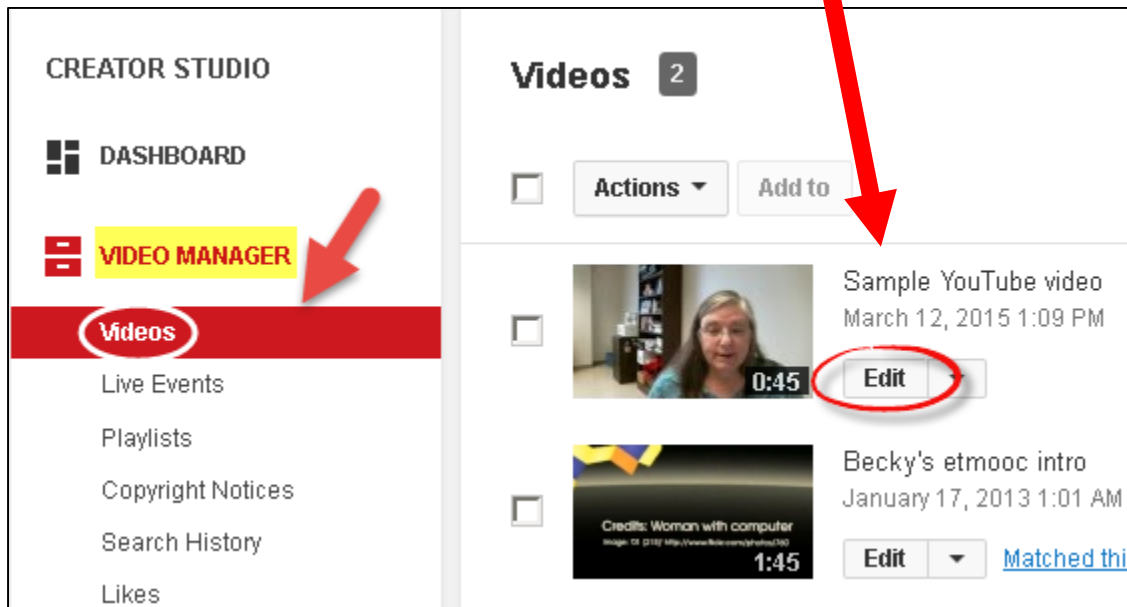 CREATOR STUDIO
DASHBOARD
VIDEO MANAGER
Videos
Live Events
Playlists
Copyright Notices
Search History
Likes
Videos 2
Actions Add to
Sample YouTube video
March 12, 2015 1:09 PM
0:45
Edit
Becky's etmooc intro
January 17, 2013 1:01 AM
Credits: Woman with computer
1:45
Edit Matched thi